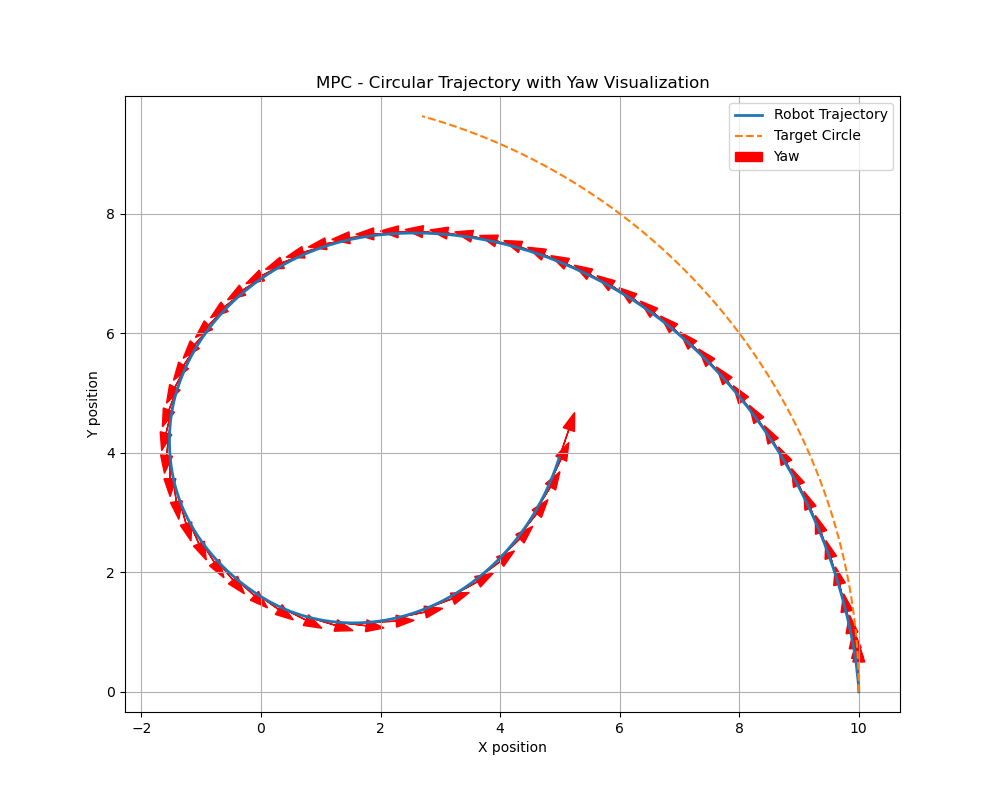 MPC - Circular Trajectory with Yaw Visualization
Robot Trajectory
Target Circle
Yaw
8
6
4
2
0
Y position
−2
0
2
4
6
8
10
X position